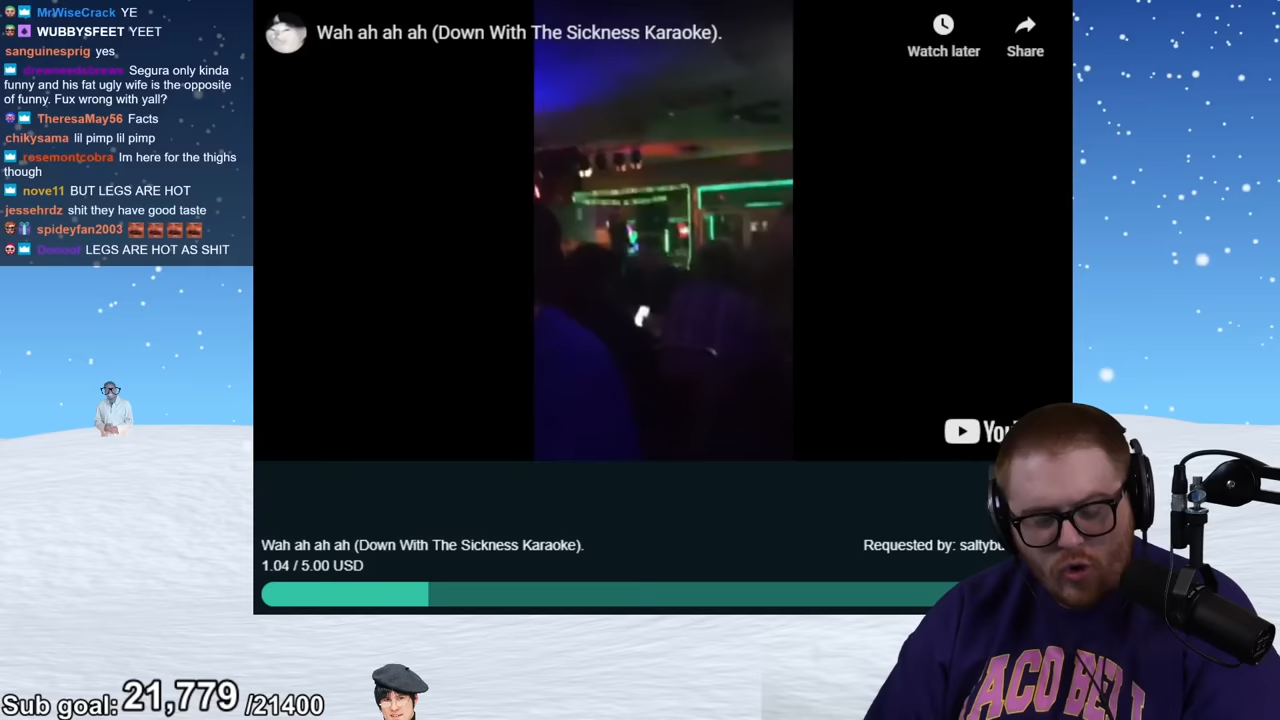 MrWiseCrack YE
WUBBYSFEET YEET
sanguinesprig yes
Segura only kinda
funny and his fat ugly wife is the opposite
of funny. Fux wrong with yall?
TheresaMay56 Facts
chikysama lil pimp lil pimp
rosemontcobra Im here for the thighs
though
nove11 BUT LEGS ARE HOT
jessehrdz shit they have good taste
spideyfan2003
LEGS ARE HOT AS SHIT
Wah ah ah ah (Down With The Sickness Karaoke).
Watch later
Share
Wah ah ah ah (Down With The Sickness Karaoke).
Requested by:
1.04 / 5.00 USD
Sub goal: 21,779 /21400